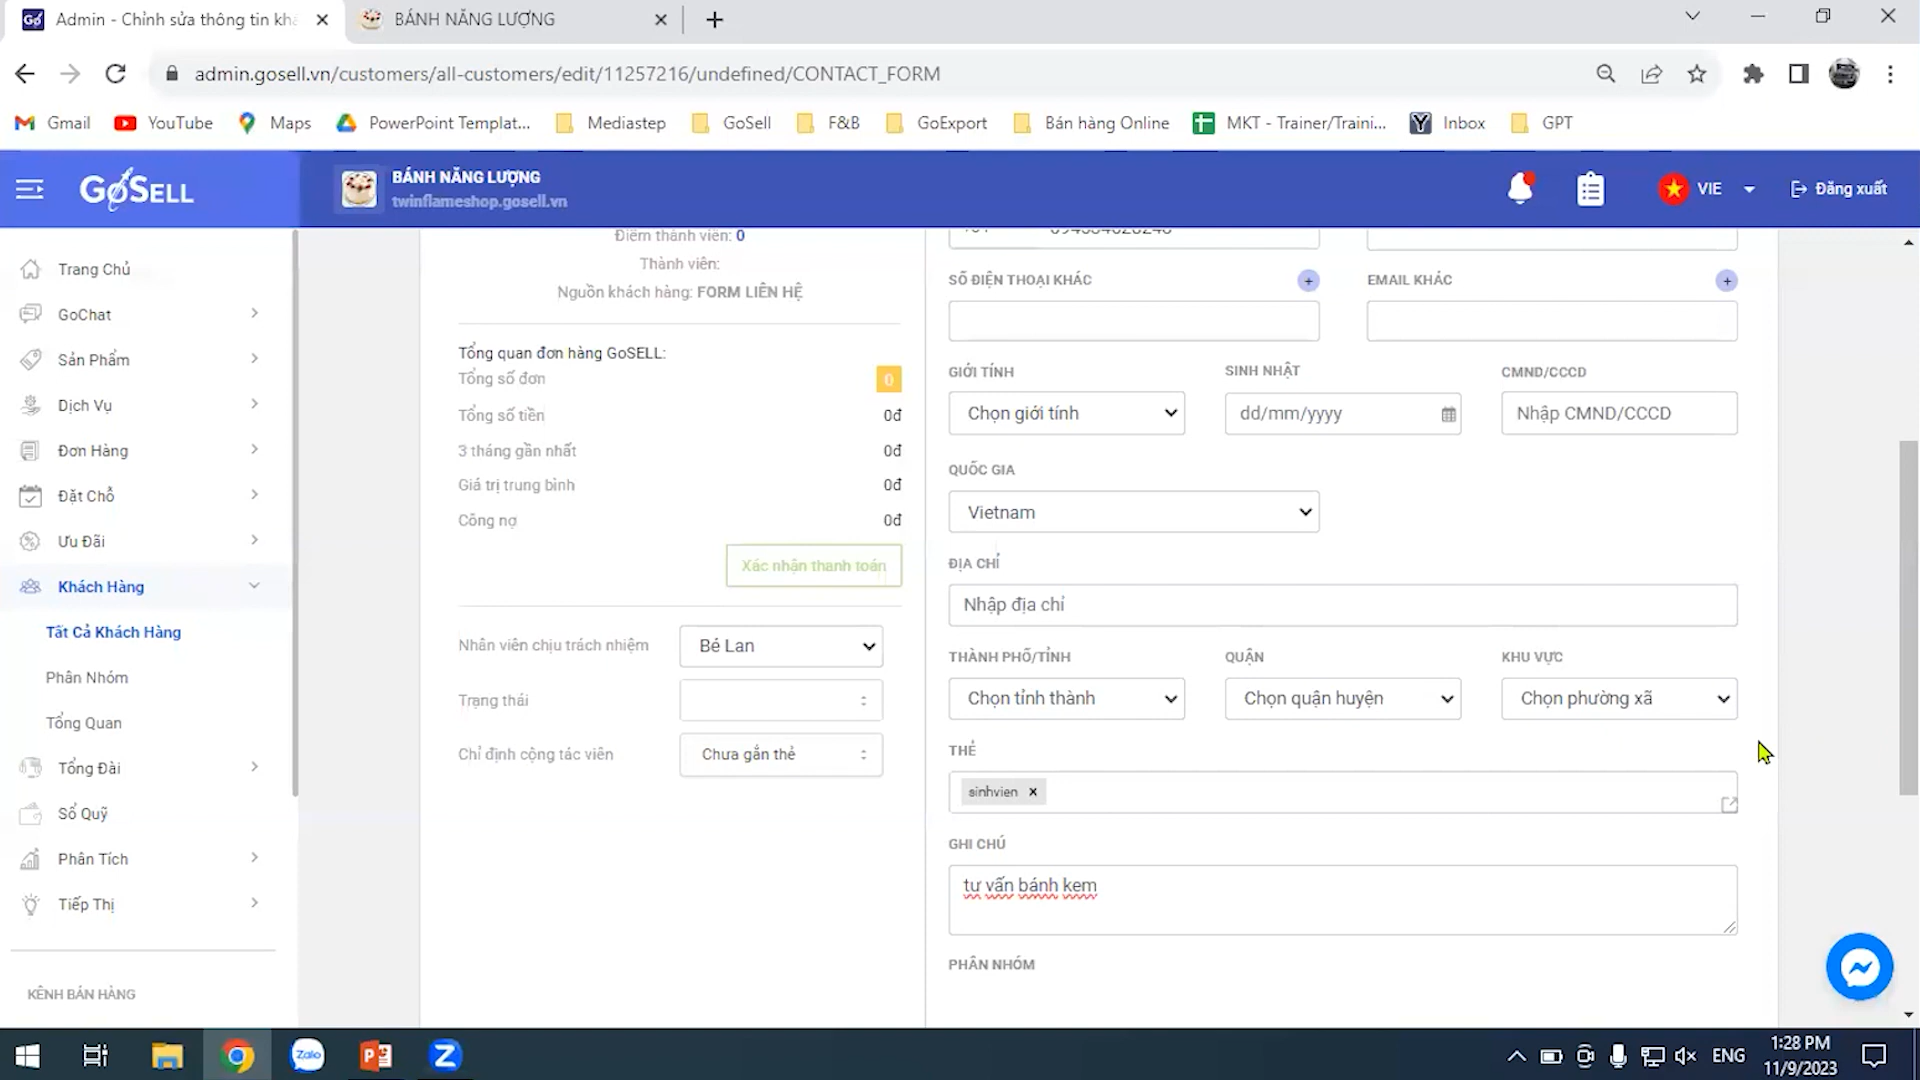 Admin - Chỉnh sửa thông tin khá
BÁNH NĂNG LƯỢNG
admin.gosell.vn/customers/all-customers/edit/11257216/undefined/CONTACT_FORM
Gmail
YouTube
Maps
PowerPoint Templat...
Mediastep
GoSell
F&B
GoExport
Bán hàng Online
MKT - Trainer/Traini...
Inbox
GPT
GoSELL
BÁNH NĂNG LƯỢNG
twinflameshop.gosell.vn
VIE
Đăng xuất
Trang Chủ
GoChat
Sản Phẩm
Dịch Vụ
Đơn Hàng
Đặt Chỗ
Ưu Đãi
Khách Hàng
Tất Cả Khách Hàng
Phân Nhóm
Tổng Quan
Tổng Đài
Sổ Quỹ
Phân Tích
Tiếp Thị
KÊNH BÁN HÀNG
Điểm thành viên: 0
Thành viên:
Nguồn khách hàng: FORM LIÊN HỆ
Tổng quan đơn hàng GoSELL:
Tổng số đơn 0
Tổng số tiền 0đ
3 tháng gần nhất 0đ
Giá trị trung bình 0đ
Công nợ 0đ
Xác nhận thanh toán
Nhân viên chịu trách nhiệm Bé Lan
Trạng thái
Chỉ định cộng tác viên Chưa gắn thẻ
SỐ ĐIỆN THOẠI KHÁC
EMAIL KHÁC
GIỚI TÍNH
SINH NHẬT
CMND/CCCD
Chọn giới tính
dd/mm/yyyy
Nhập CMND/CCCD
QUỐC GIA
Vietnam
ĐỊA CHỈ
Nhập địa chỉ
THÀNH PHỐ/TỈNH
QUẬN
KHU VỰC
Chọn tỉnh thành
Chọn quận huyện
Chọn phường xã
THẺ
sinhvien x
GHI CHÚ
tư vấn bánh kem
PHÂN NHÓM
Zalo
ENG
1:28 PM
11/9/2023